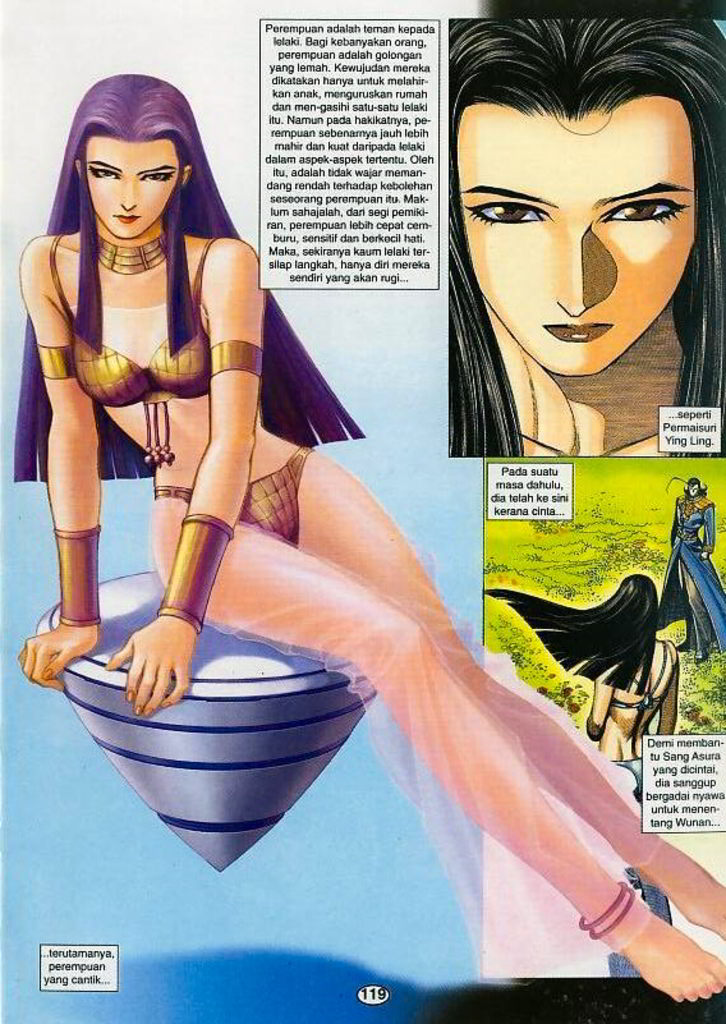 Perempuan adalah teman kepada
lelaki. Bagi kebanyakan orang,
perempuan adalah golongan
yang lemah. Kewujudan mereka
dikatakan hanya untuk melahir-
kan anak, menguruskan rumah
dan men-gasihi satu-satu lelaki
itu. Namun pada hakikatnya, pe-
rempuan sebenarnya jauh lebih
mahir dan kuat daripada lelaki
dalam aspek-aspek tertentu. Oleh
itu, adalah tidak wajar meman-
dang rendah terhadap kebolehan
seseorang perempuan itu. Mak-
lum sahajalah, dari segi pemiki-
ran, perempuan lebih cepat cem-
buru, sensitif dan berkecil hati.
Maka, sekiranya kaum lelaki ter-
silap langkah, hanya diri mereka
sendiri yang akan rugi...
...seperti
Permaisuri
Ying Ling.
Pada suatu
masa dahulu,
dia telah ke sini
kerana cinta...
Demi memban-
tu Sang Asura
yang dicintai,
dia sanggup
bergadai nyawa
untuk menen-
tang Wunan...
...terutamanya,
perempuan
yang cantik...
119